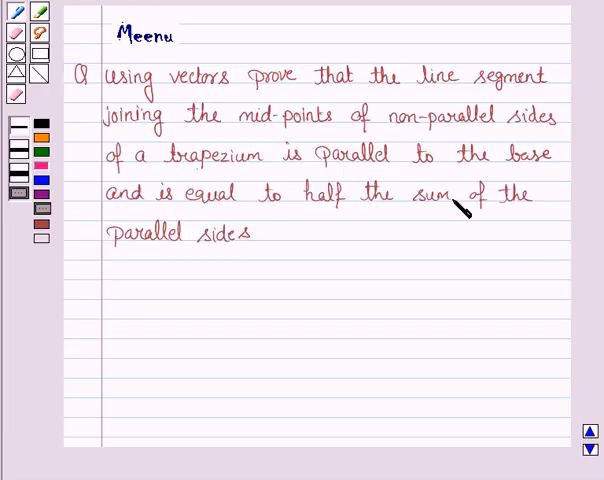 Meenu
Q Using vectors prove that the line segment
joining the mid-points of non-parallel sides
of a trapezium is parallel to the base
and is equal to half the sum of the
parallel sides